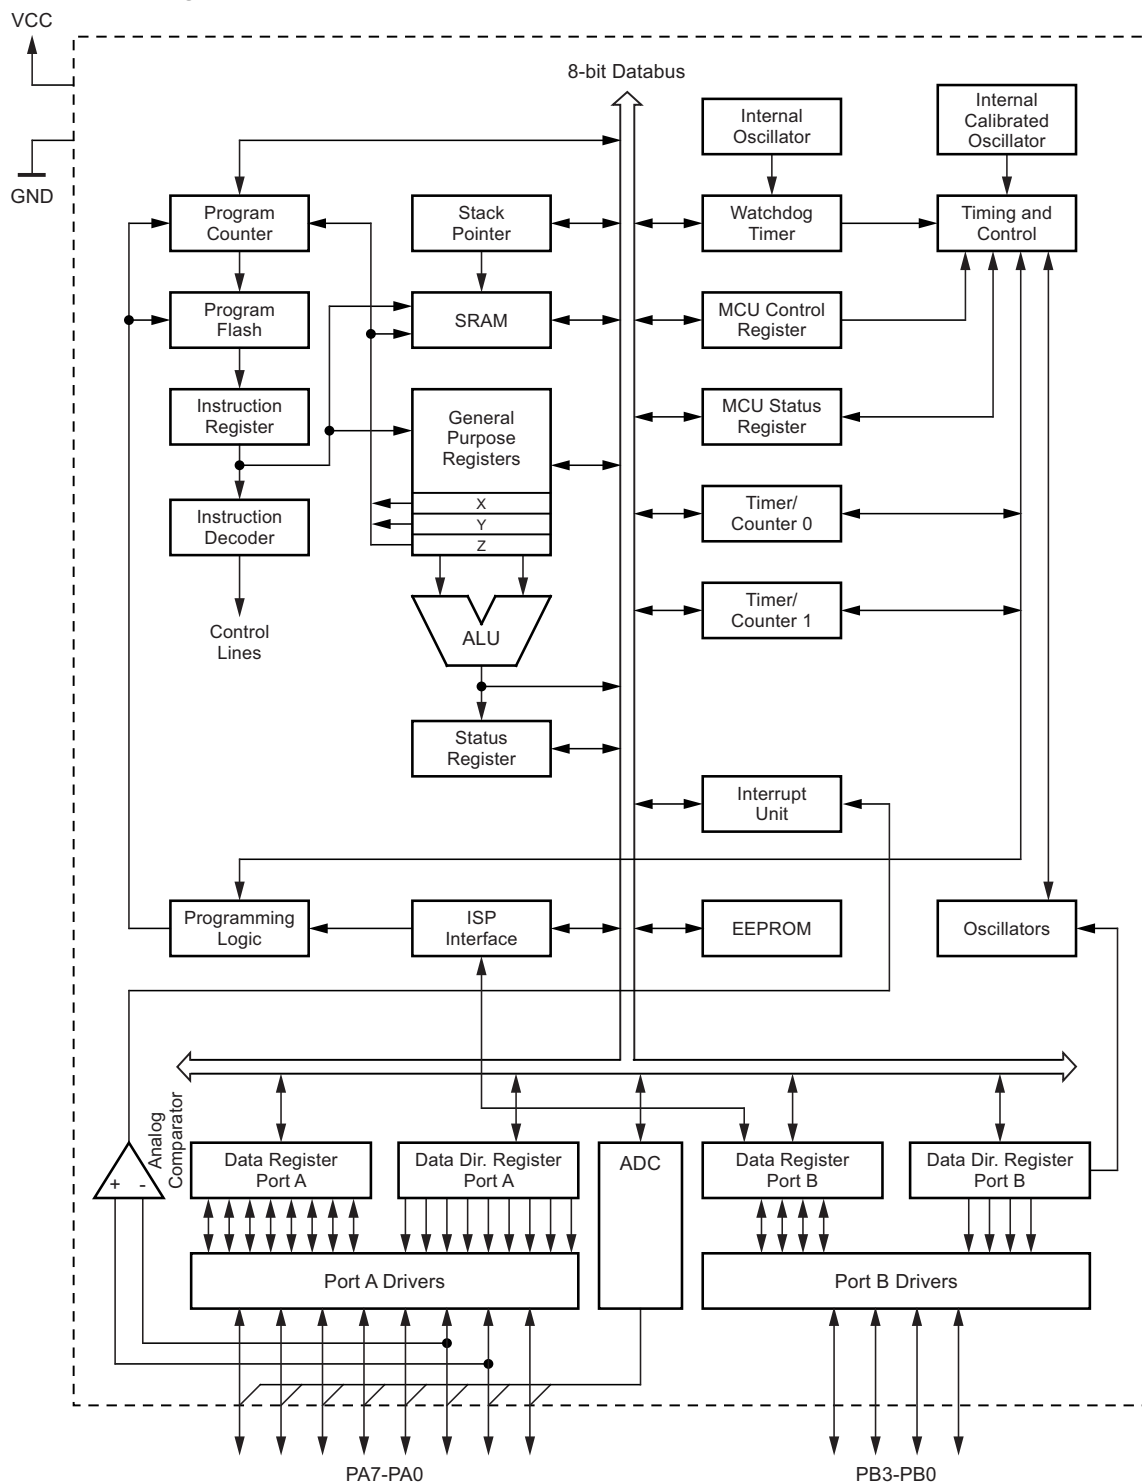 VCC
8-bit Databus
Internal
Oscillator
Internal
Calibrated
Oscillator
GND
Program
Counter
Stack
Pointer
Watchdog
Timer
Timing and
Control
Program
Flash
SRAM
MCU Control
Register
Instruction
Register
General
Purpose
Registers
X
Y
Z
MCU Status
Register
Instruction
Decoder
Timer/
Counter 0
Control
Lines
ALU
Timer/
Counter 1
Status
Register
Interrupt
Unit
Programming
Logic
ISP
Interface
EEPROM
Oscillators
Analog
Comparator
+
-
Data Register
Port A
Data Dir. Register
Port A
ADC
Data Register
Port B
Data Dir. Register
Port B
Port A Drivers
Port B Drivers
PA7-PA0
PB3-PB0